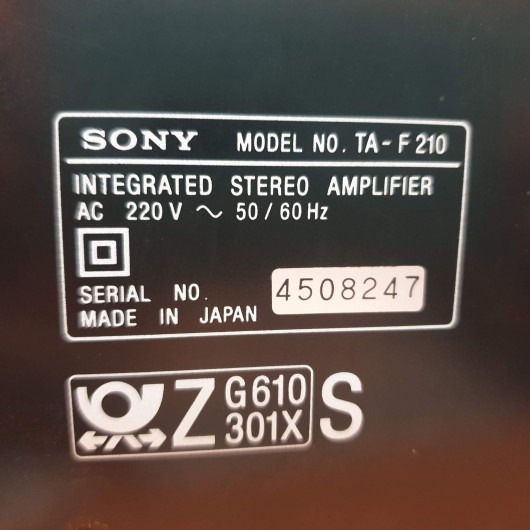 SONY MODEL NO. TA-F210
INTEGRATED STEREO AMPLIFIER
AC 220V ~ 50/60Hz
SERIAL NO. 4508247
MADE IN JAPAN
Z G610 S
301X